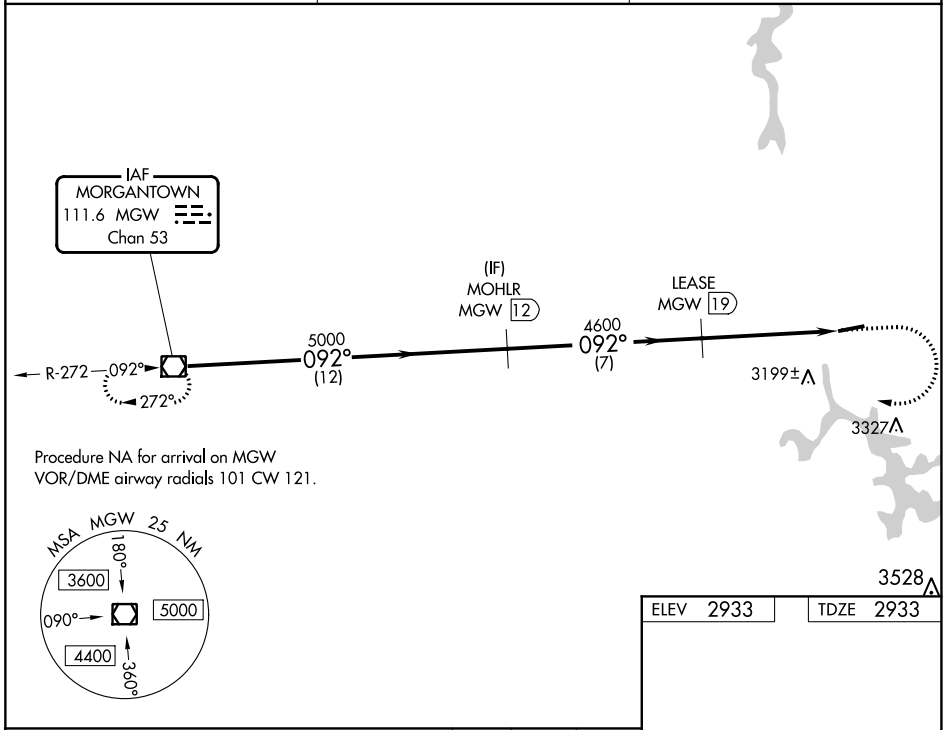 IAF
MORGANTOWN
111.6 MGW
Chan 53
(IF)
MOHLR
MGW 12
LEASE
MGW 19
5000
092°
(12)
4600
092°
(7)
R-272
092°
272°
3199±
3327
Procedure NA for arrival on MGW
VOR/DME airway radials 101 CW 121.
MSA MGW 25 NM
180°
3600
090°
5000
4400
360°
3528
ELEV 2933
TDZE 2933